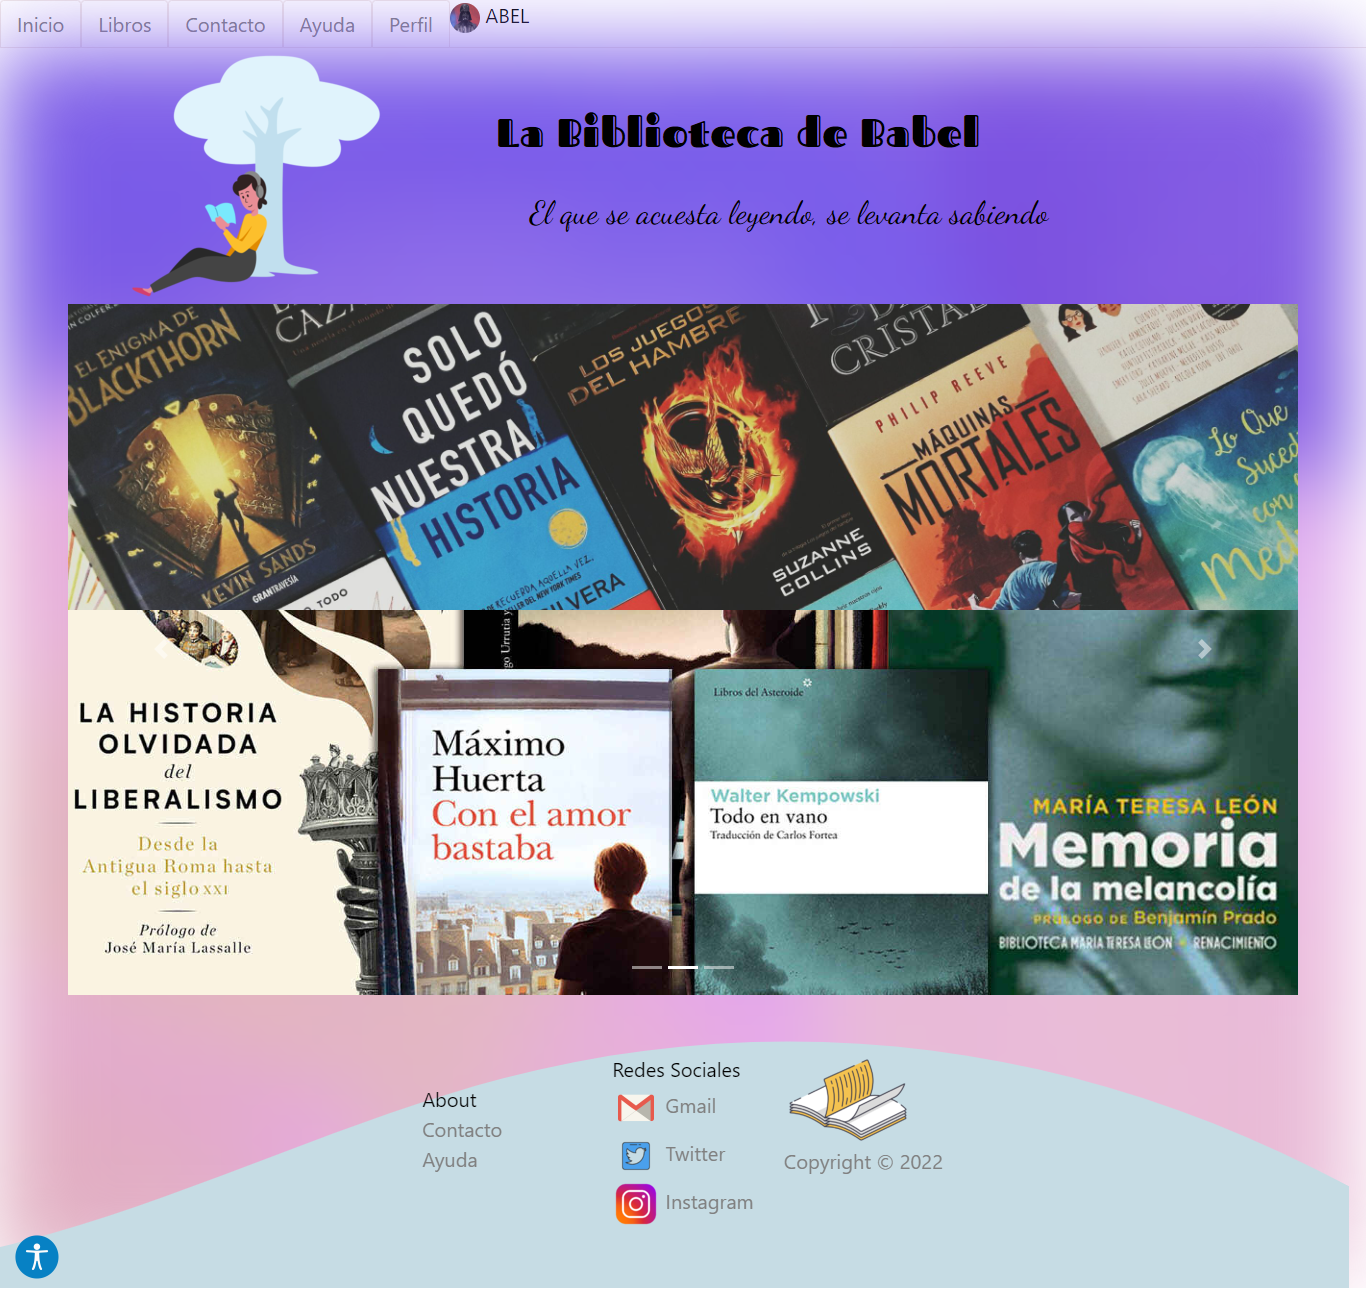 Inicio
Libros
Contacto
Ayuda
Perfil
ABEL
La Biblioteca de Babel
El que se acuesta leyendo, se levanta sabiendo
EL ENIGMA DE
BLACKTHORN
KEVIN SANDS
GRANTRAVESÍA
TODO
SOLO
QUEDÓ
NUESTRA
HISTORIA
LOS JUEGOS
DEL HAMBRE
SUZANNE
COLLINS
CRISTAL
PHILIP REEVE
MÁQUINAS
MORTALES
Lo Que
con
LA HISTORIA
OLVIDADA
del
LIBERALISMO
Desde la
Antigua Roma hasta
el siglo XXI
Prólogo de
José María Lassalle
Máximo
Huerta
Con el amor
bastaba
Libros del Asteroide
Walter Kempowski
Todo en vano
Traducción de Carlos Fortea
MARÍA TERESA LEÓN
Memoria
de la melancolía
PRÓLOGO DE Benjamín Prado
BIBLIOTECA MARÍA TERESA LEÓN RENACIMIENTO
About
Contacto
Ayuda
Redes Sociales
Gmail
Twitter
Instagram
Copyright © 2022